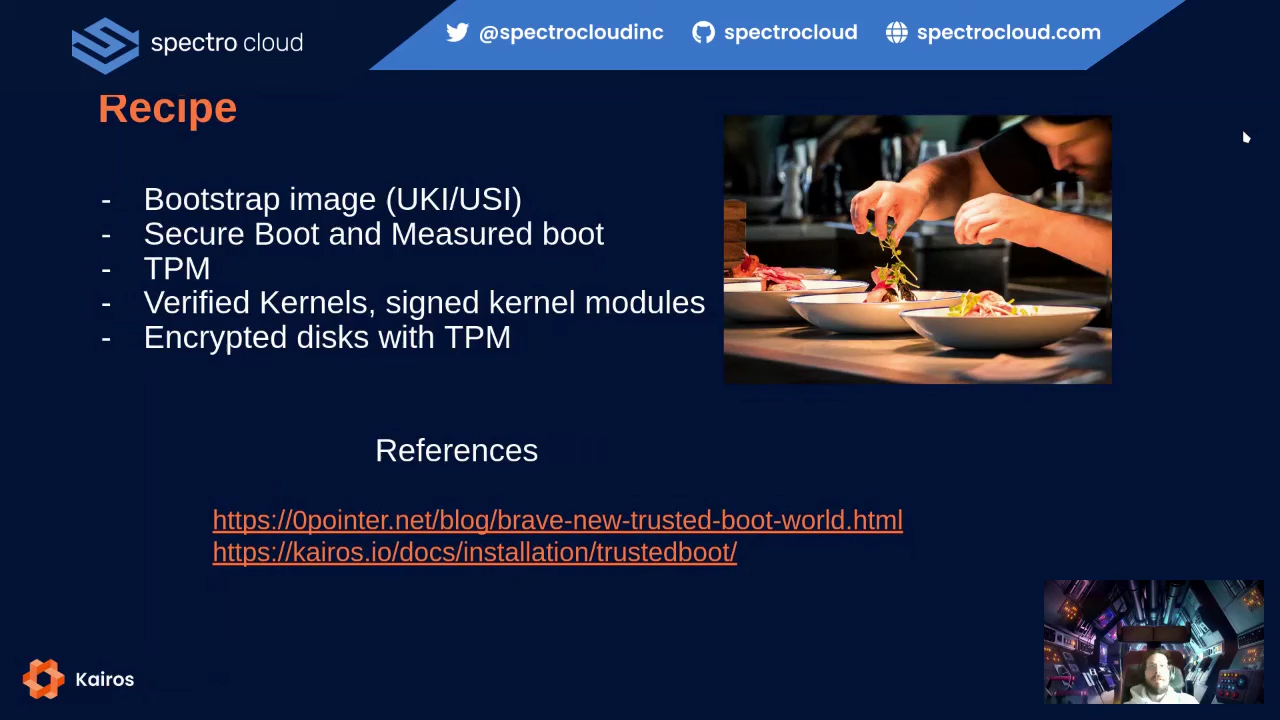 spectro cloud
@spectrocloudinc
spectrocloud
spectrocloud.com
Recipe
- Bootstrap image (UKI/USI)
- Secure Boot and Measured boot
- TPM
- Verified Kernels, signed kernel modules
- Encrypted disks with TPM
References
https://0pointer.net/blog/brave-new-trusted-boot-world.html
https://kairos.io/docs/installation/trustedboot/
Kairos